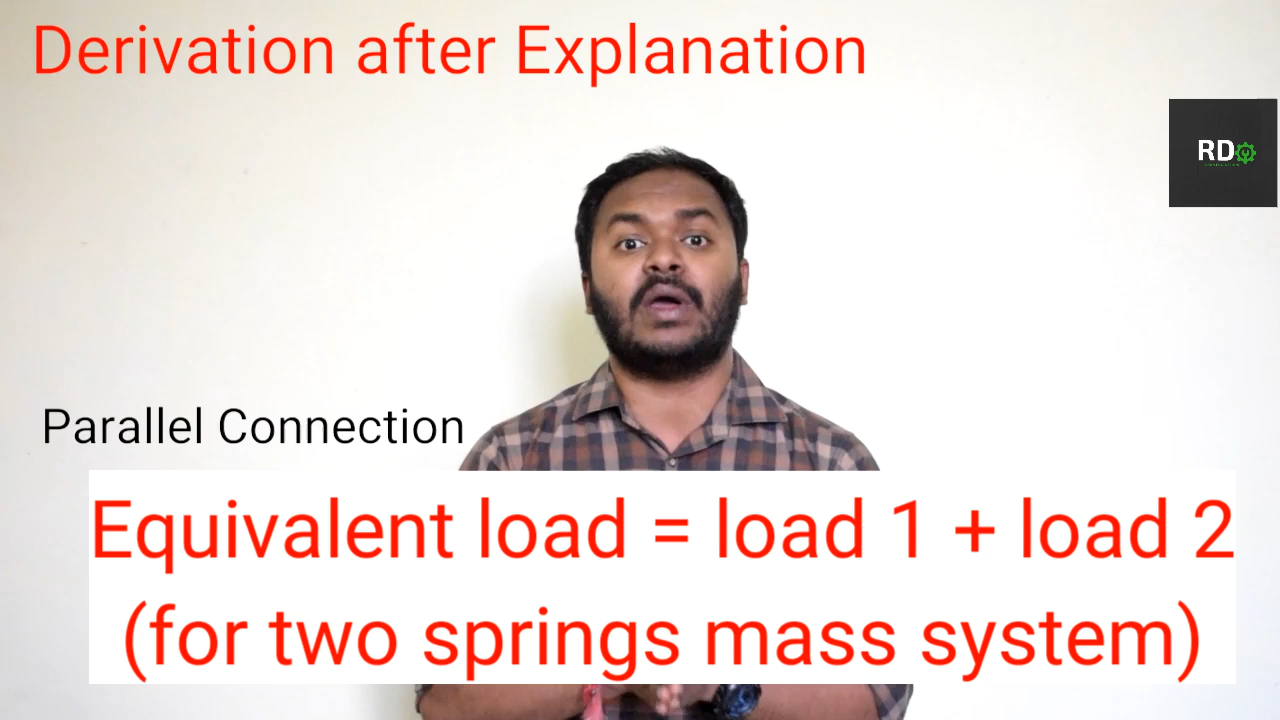 Derivation after Explanation
RD
Parallel Connection
Equivalent load = load 1 + load 2
(for two springs mass system)